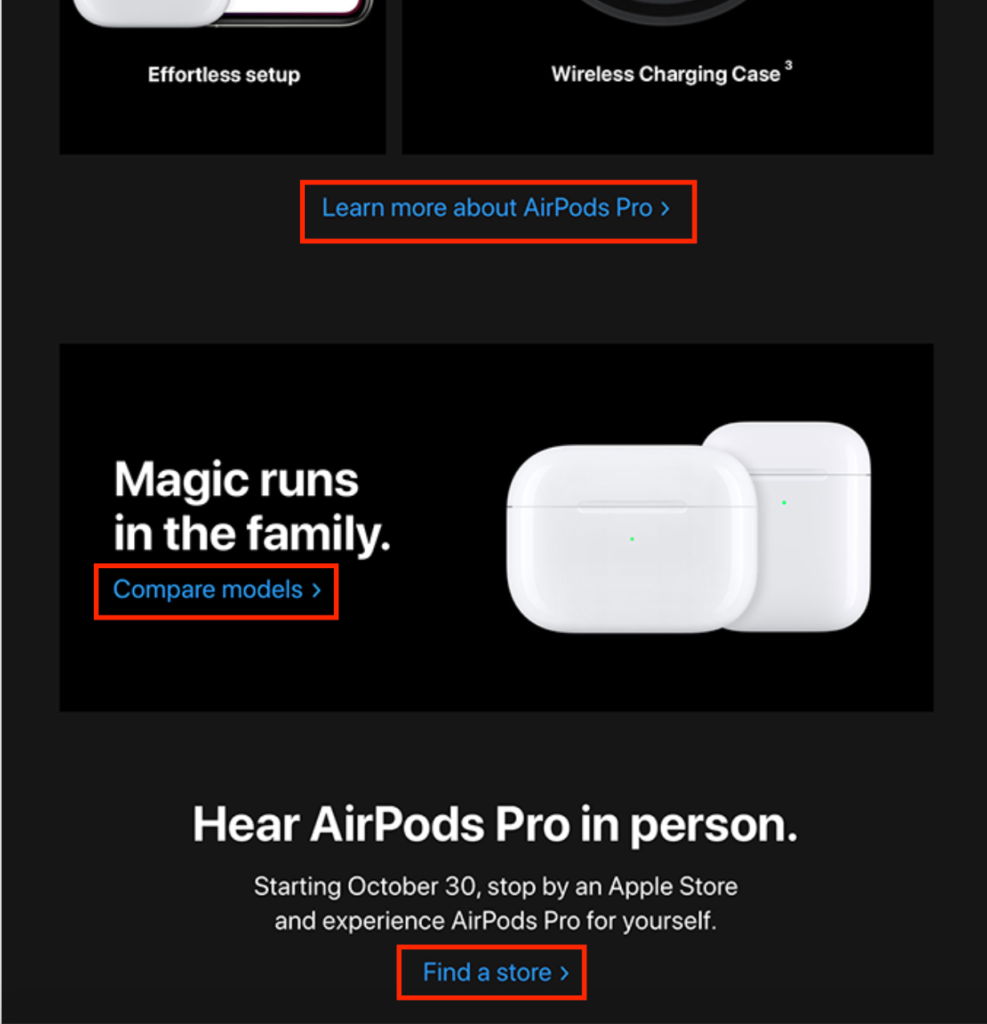 Effortless setup
Wireless Charging Case 3
Learn more about AirPods Pro >
Magic runs
in the family.
Compare models >
Hear AirPods Pro in person.
Starting October 30, stop by an Apple Store
and experience AirPods Pro for yourself.
Find a store >